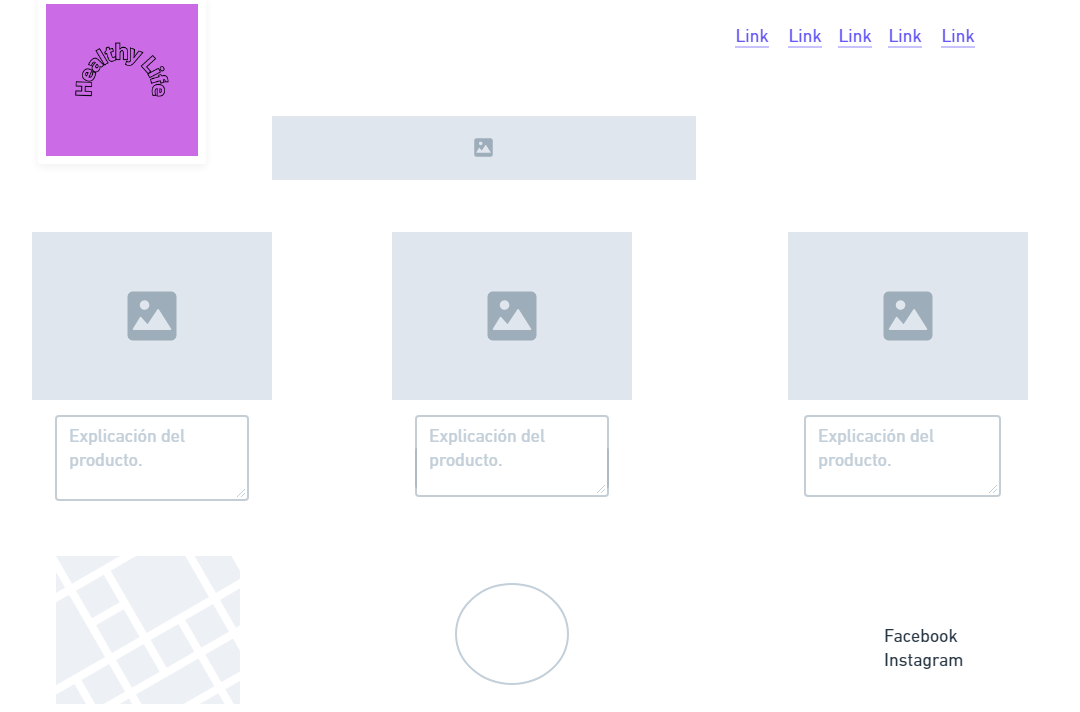 Healthy Life
Link Link Link Link Link
Explicación del
producto.
Explicación del
producto.
Explicación del
producto.
Facebook
Instagram